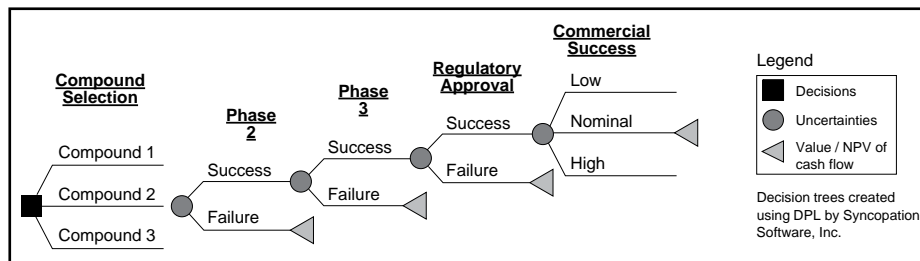 Compound
Selection
Compound 1
Compound 2
Compound 3
Phase
2
Success
Failure
Phase
3
Success
Failure
Regulatory
Approval
Success
Failure
Commercial
Success
Low
Nominal
High
Legend
Decisions
Uncertainties
Value / NPV of
cash flow
Decision trees created
using DPL by Syncopation
Software, Inc.